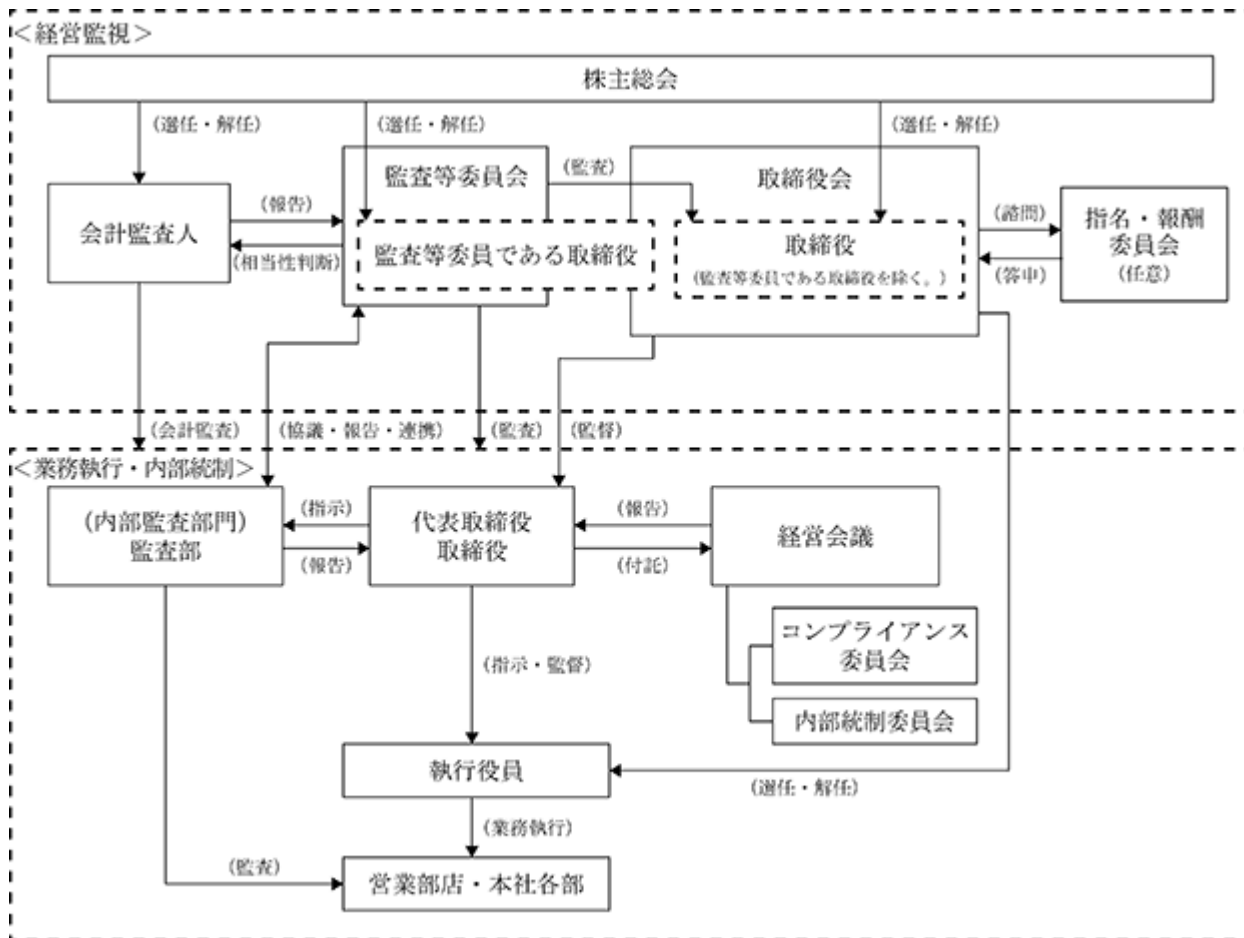 ＜経営監視＞
株主総会
（選任・解任）
（選任・解任）
（選任・解任）
監査等委員会
（監査）
取締役会
会計監査人
（報告）
（相当性判断）
監査等委員である取締役
取締役
（監査等委員である取締役を除く。）
（諮問）
（答申）
指名・報酬
委員会
（任意）
（会計監査）
（協議・報告・連携）
（監査）
（監督）
＜業務執行・内部統制＞
（内部監査部門）
監査部
（指示）
（報告）
代表取締役
取締役
（報告）
（付託）
経営会議
コンプライアンス
委員会
（指示・監督）
内部統制委員会
執行役員
（選任・解任）
（業務執行）
（監査）
営業部店・本社各部